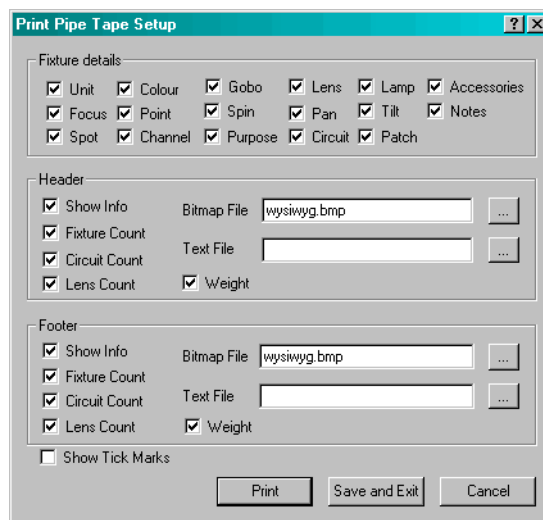 Print Pipe Tape Setup ? X
Fixture details
Unit Colour Gobo Lens Lamp Accessories
Focus Point Spin Pan Tilt Notes
Spot Channel Purpose Circuit Patch
Header
Show Info Bitmap File wysiwyg.bmp ...
Fixture Count
Text File ...
Circuit Count
Lens Count Weight
Footer
Show Info Bitmap File wysiwyg.bmp ...
Fixture Count
Text File ...
Circuit Count
Lens Count Weight
Show Tick Marks
Print Save and Exit Cancel